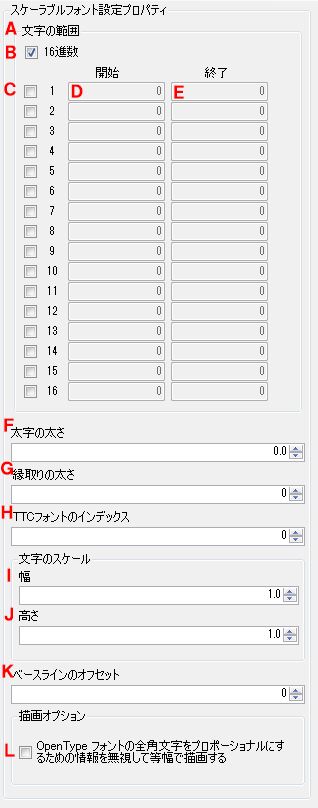 スケーラブルフォント設定プロパティ
A 文字の範囲
B 16進数
開始 終了
C 1 D 0 E 0
2 0 0
3 0 0
4 0 0
5 0 0
6 0 0
7 0 0
8 0 0
9 0 0
10 0 0
11 0 0
12 0 0
13 0 0
14 0 0
15 0 0
16 0 0
F 太字の太さ
0.0
G 縁取りの太さ
0
H TTCフォントのインデックス
0
文字のスケール
I 幅
1.0
J 高さ
1.0
K ベースラインのオフセット
0
描画オプション
L OpenType フォントの全角文字をプロポーショナルにす
るための情報を無視して等幅で描画する